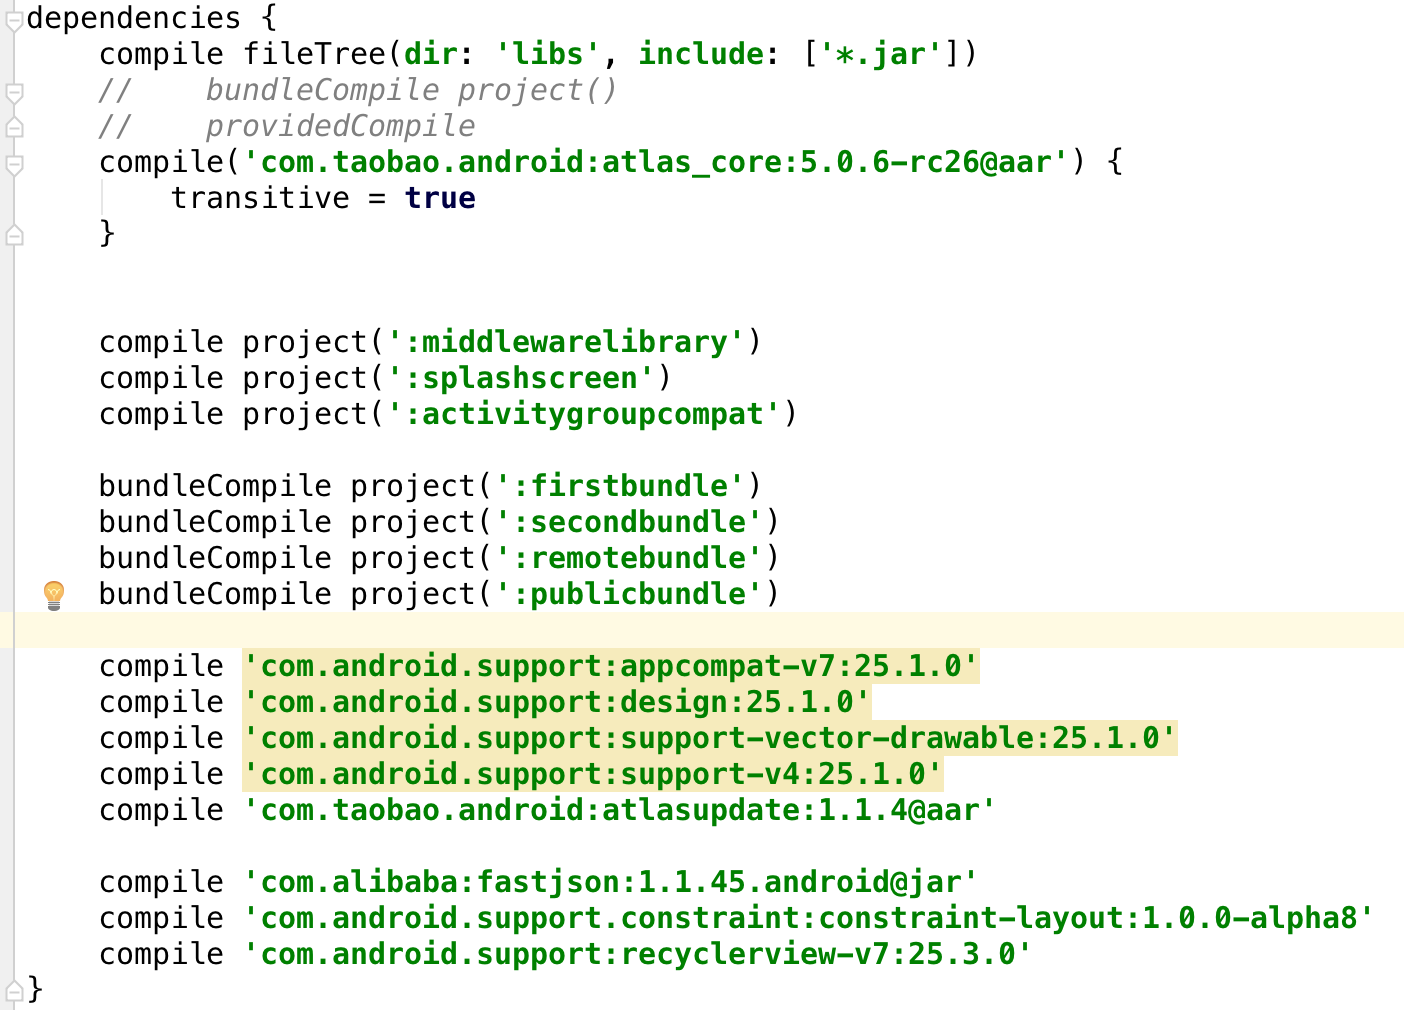 dependencies {
    compile fileTree(dir: 'libs', include: ['*.jar'])
    //    bundleCompile project()
    //    providedCompile
    compile('com.taobao.android:atlas_core:5.0.6-rc26@aar') {
        transitive = true
    }
    compile project(':middlewarelibrary')
    compile project(':splashscreen')
    compile project(':activitygroupcompat')
    bundleCompile project(':firstbundle')
    bundleCompile project(':secondbundle')
    bundleCompile project(':remotebundle')
    bundleCompile project(':publicbundle')
    compile 'com.android.support:appcompat-v7:25.1.0'
    compile 'com.android.support:design:25.1.0'
    compile 'com.android.support:support-vector-drawable:25.1.0'
    compile 'com.android.support:support-v4:25.1.0'
    compile 'com.taobao.android:atlasupdate:1.1.4@aar'
    compile 'com.alibaba:fastjson:1.1.45.android@jar'
    compile 'com.android.support.constraint:constraint-layout:1.0.0-alpha8'
    compile 'com.android.support:recyclerview-v7:25.3.0'
}